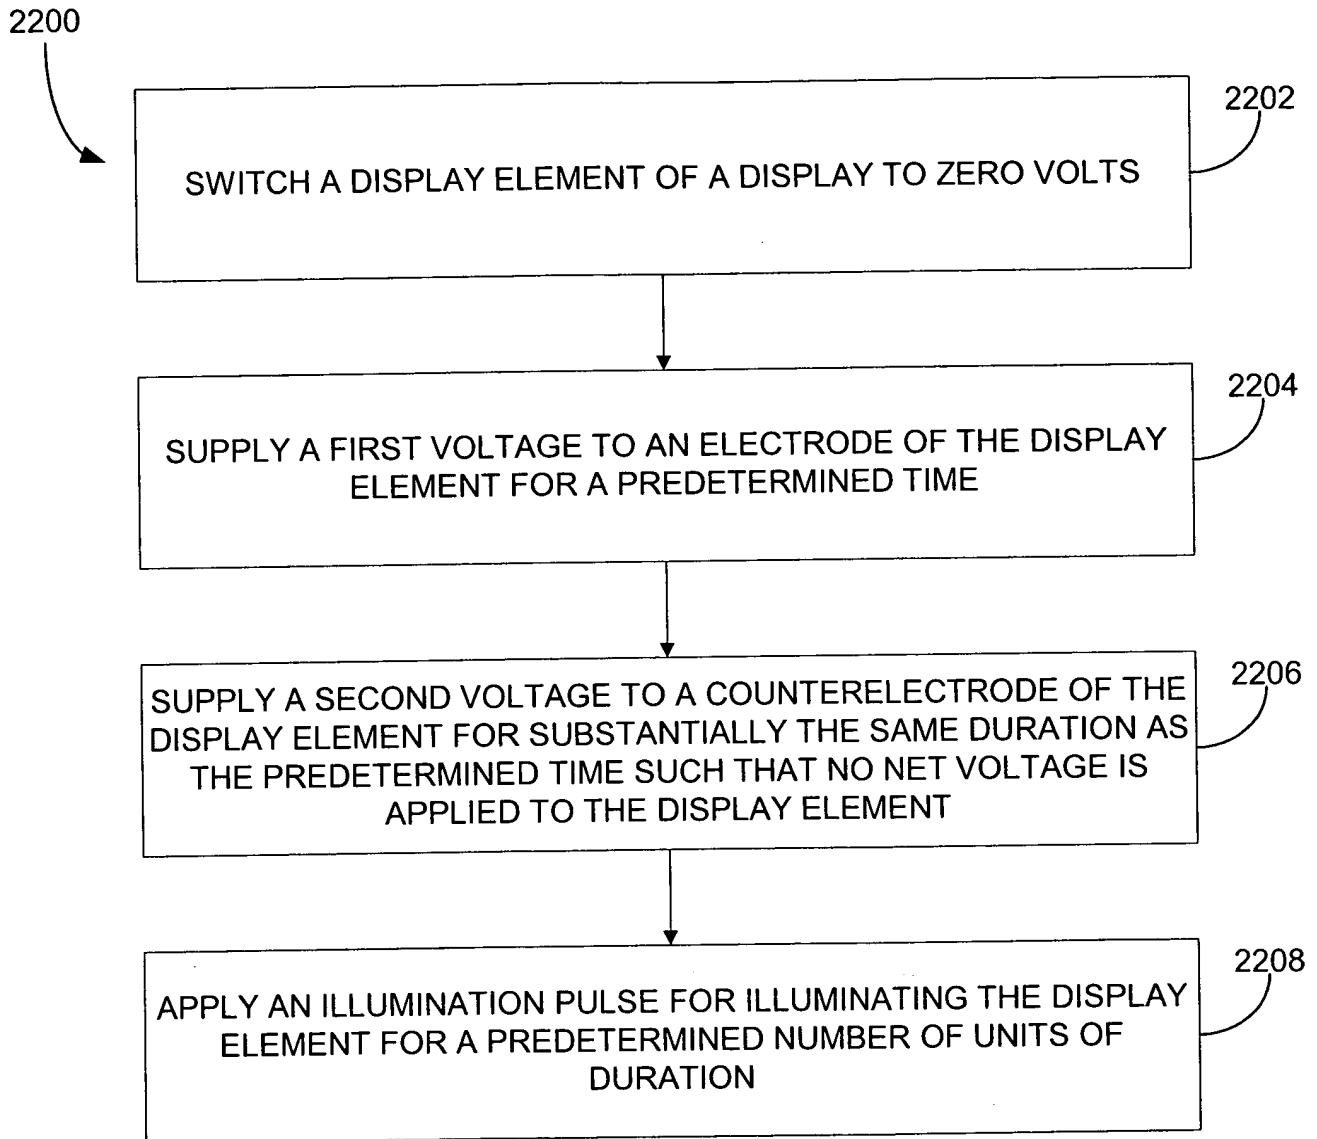 2200
2202
SWITCH A DISPLAY ELEMENT OF A DISPLAY TO ZERO VOLTS
2204
SUPPLY A FIRST VOLTAGE TO AN ELECTRODE OF THE DISPLAY
ELEMENT FOR A PREDETERMINED TIME
2206
SUPPLY A SECOND VOLTAGE TO A COUNTERELECTRODE OF THE
DISPLAY ELEMENT FOR SUBSTANTIALLY THE SAME DURATION AS
THE PREDETERMINED TIME SUCH THAT NO NET VOLTAGE IS
APPLIED TO THE DISPLAY ELEMENT
2208
APPLY AN ILLUMINATION PULSE FOR ILLUMINATING THE DISPLAY
ELEMENT FOR A PREDETERMINED NUMBER OF UNITS OF
DURATION